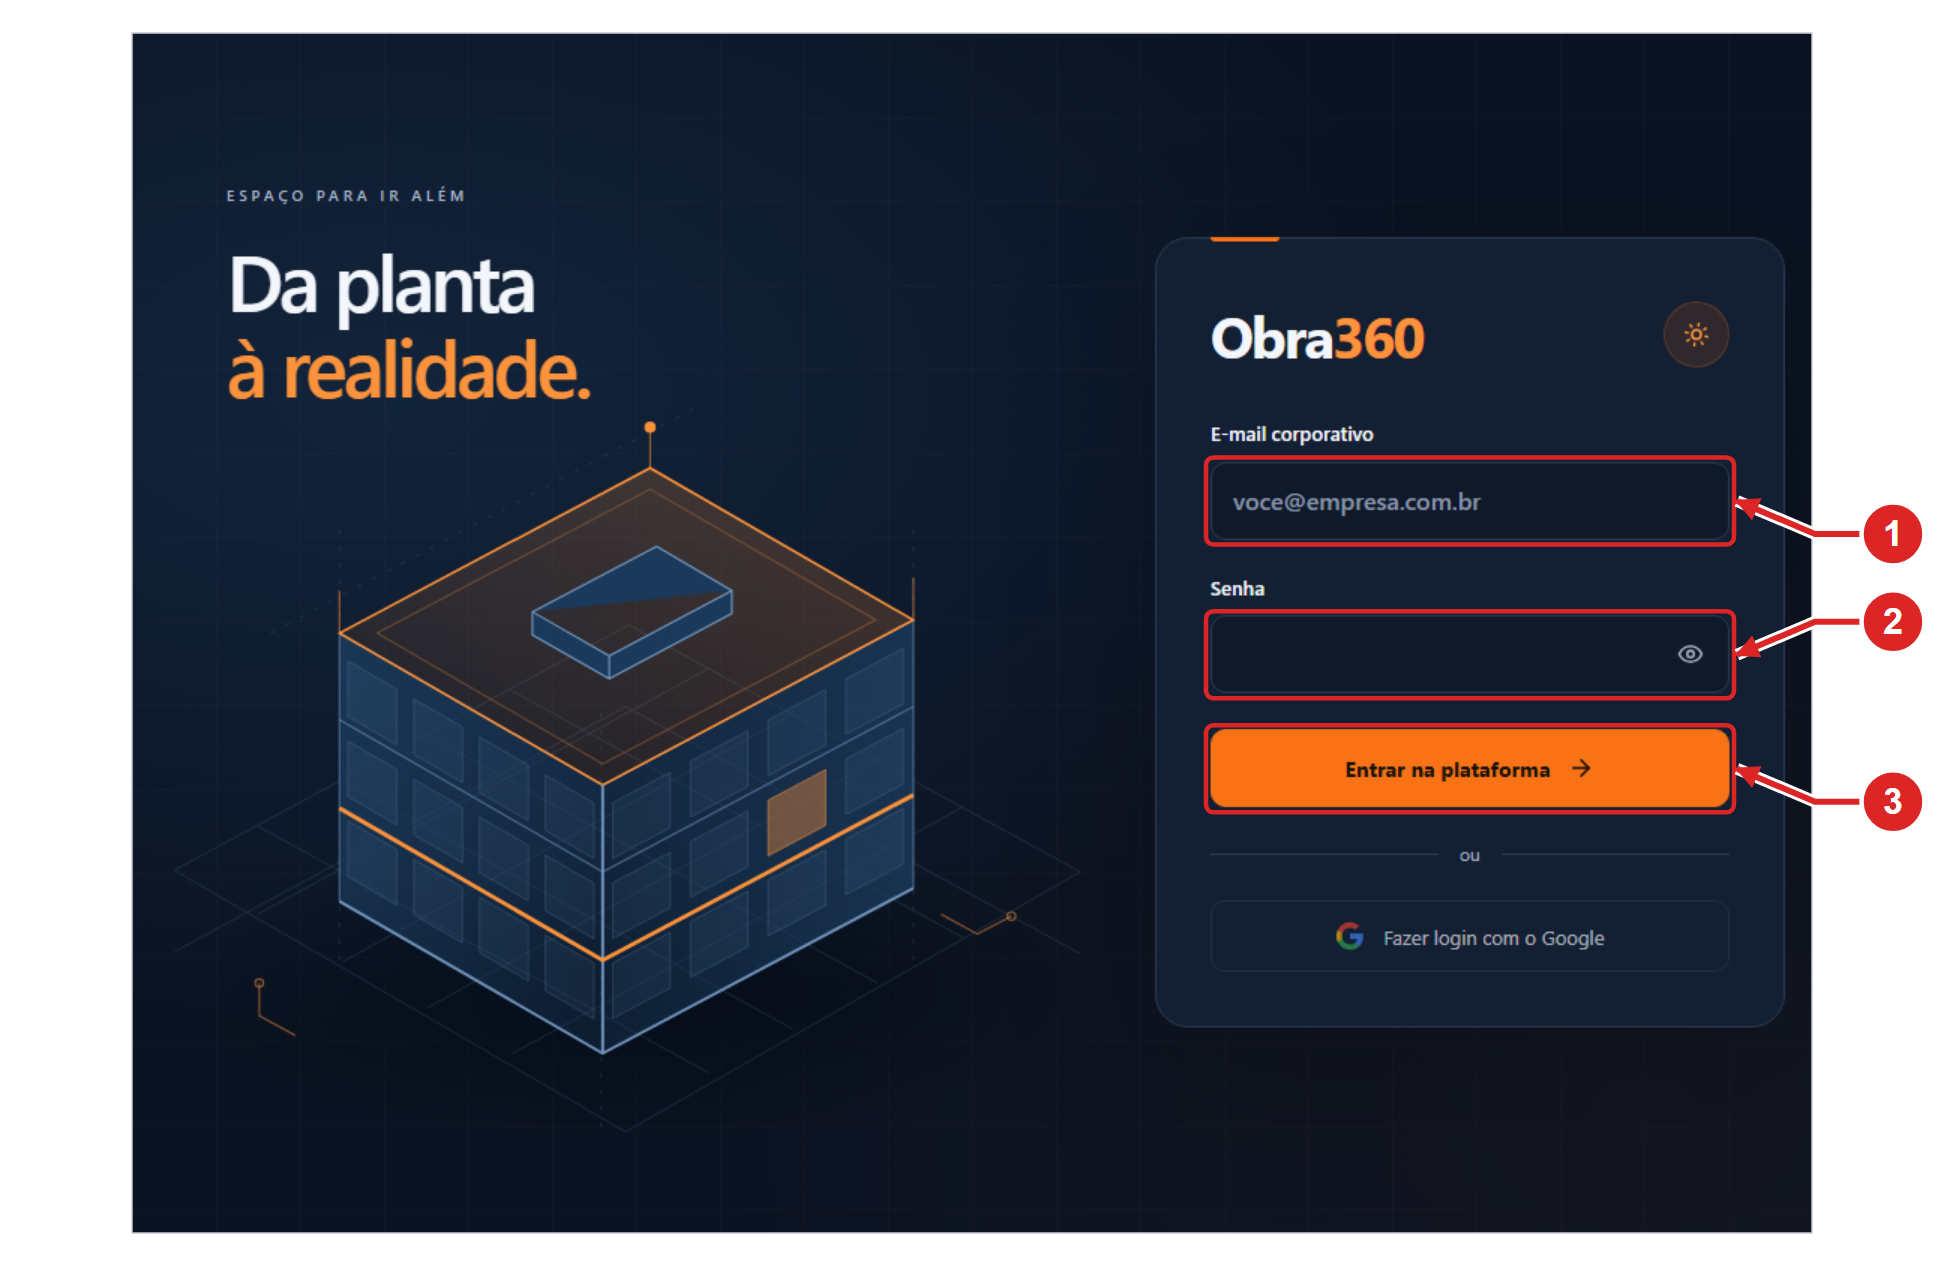 ESPAÇO PARA IR ALÉM
Da planta
à realidade.
Obra360
E-mail corporativo
voce@empresa.com.br
1
Senha
2
Entrar na plataforma →
3
ou
Fazer login com o Google